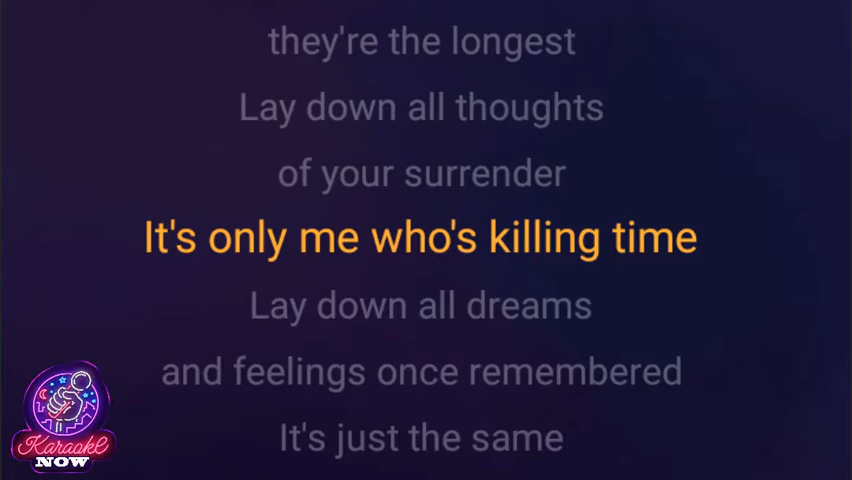 they're the longest
Lay down all thoughts
of your surrender
It's only me who's killing time
Lay down all dreams
and feelings once remembered
It's just the same
Karaoke
NOW